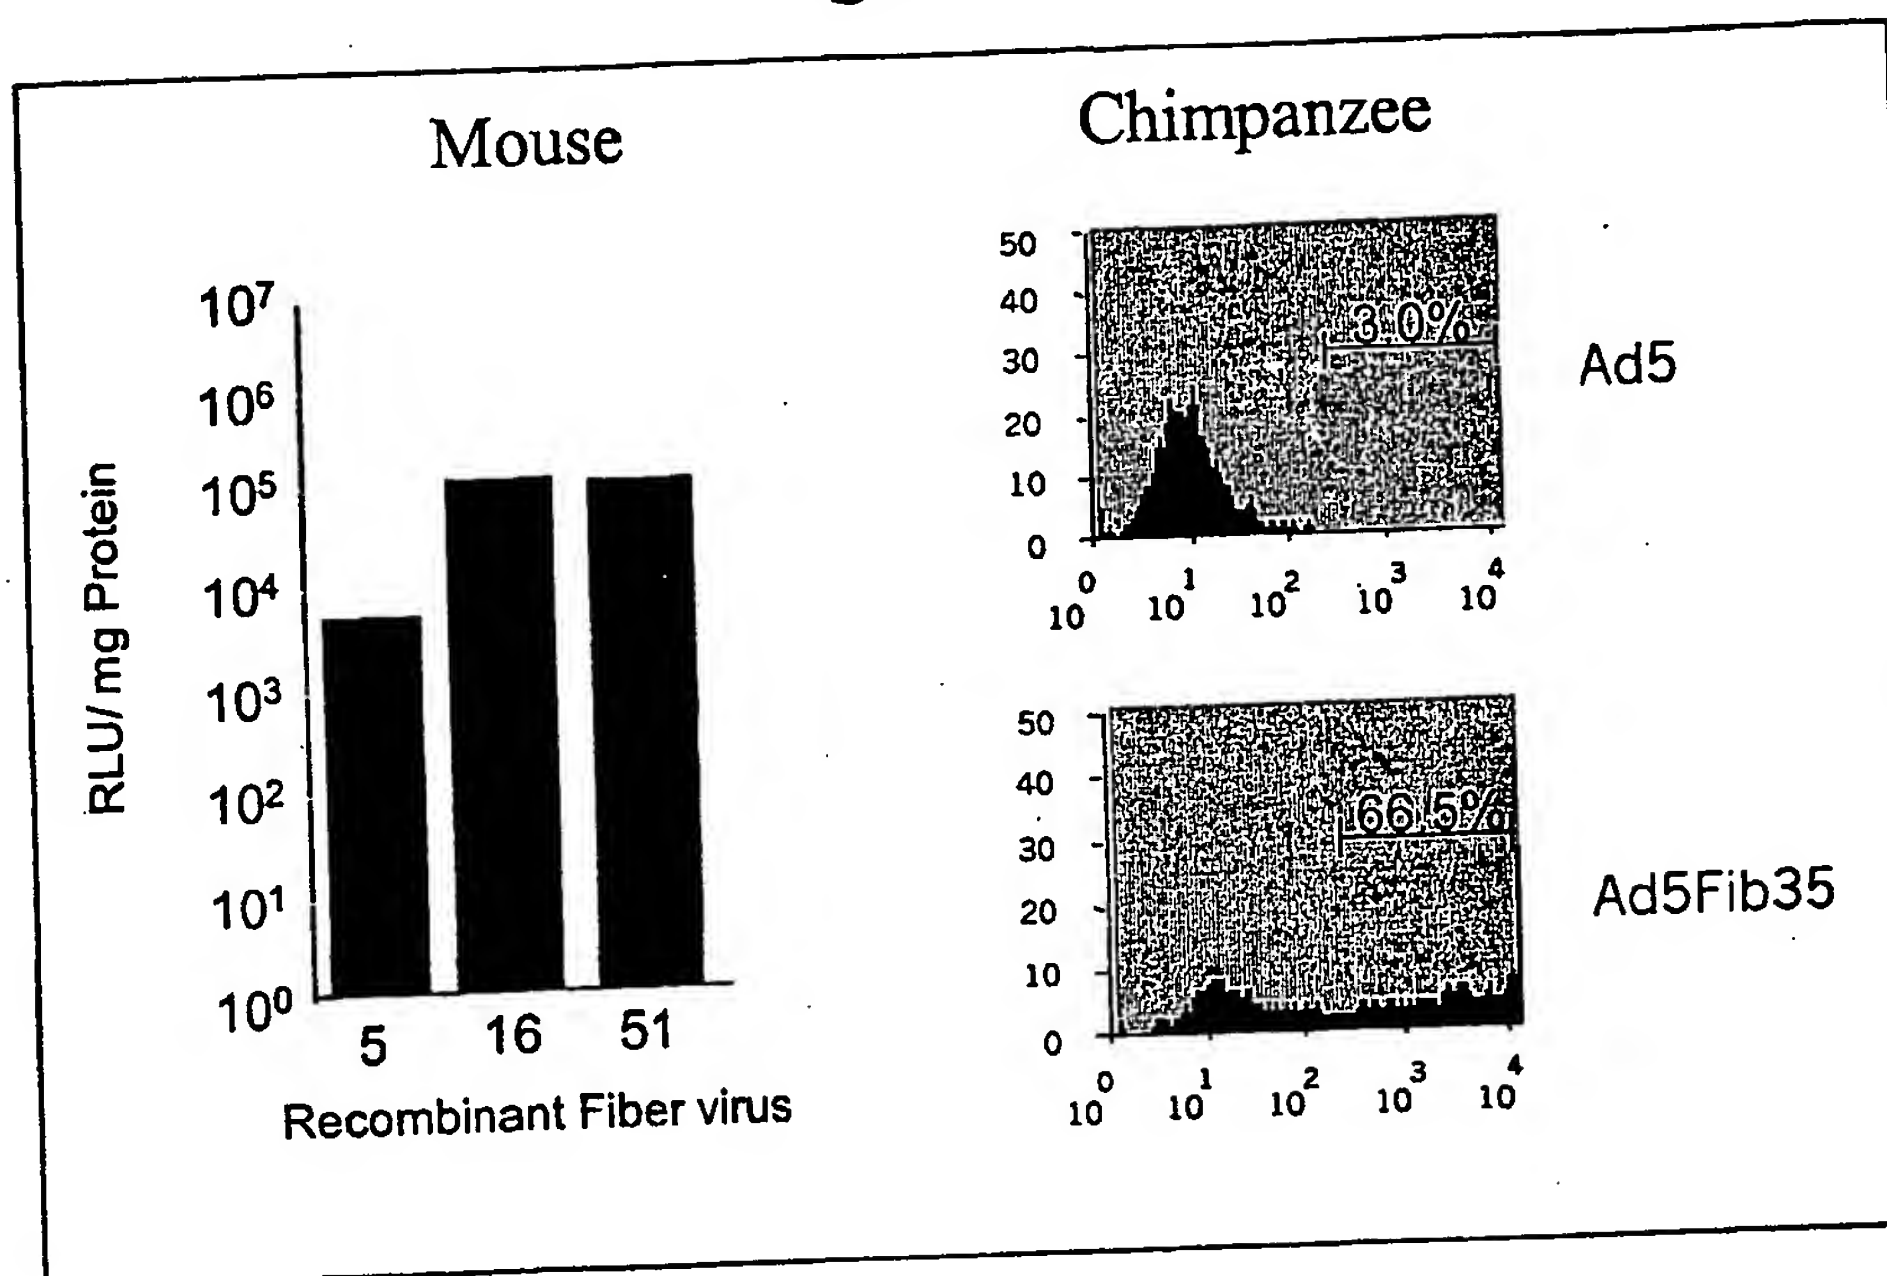 Mouse
Chimpanzee
10⁷
10⁶
10⁵
10⁴
10³
10²
10¹
10⁰
RLU/mg Protein
5 16 51
Recombinant Fiber virus
50
40
30
20
10
0
3.0%
10⁰ 10¹ 10² 10³ 10⁴
Ad5
50
40
30
20
10
0
66.5%
10⁰ 10¹ 10² 10³ 10⁴
Ad5Fib35